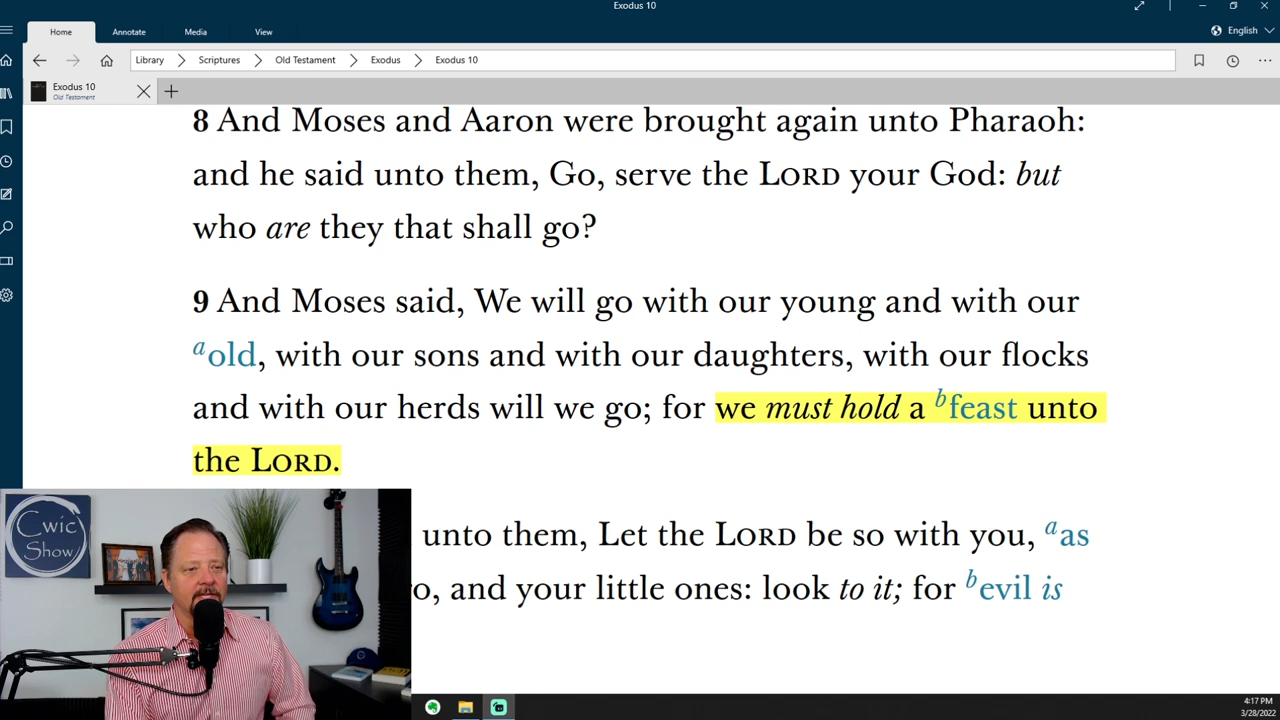 Exodus 10
Home Annotate Media View
English
Library Scriptures Old Testament Exodus Exodus 10
Exodus 10
Old Testament
8 And Moses and Aaron were brought again unto Pharaoh:
and he said unto them, Go, serve the LORD your God: but
who are they that shall go?
9 And Moses said, We will go with our young and with our
a old, with our sons and with our daughters, with our flocks
and with our herds will we go; for we must hold a b feast unto
the LORD.
unto them, Let the LORD be so with you, a as
o, and your little ones: look to it; for b evil is
Cwic
Show
4:17 PM
3/28/2022